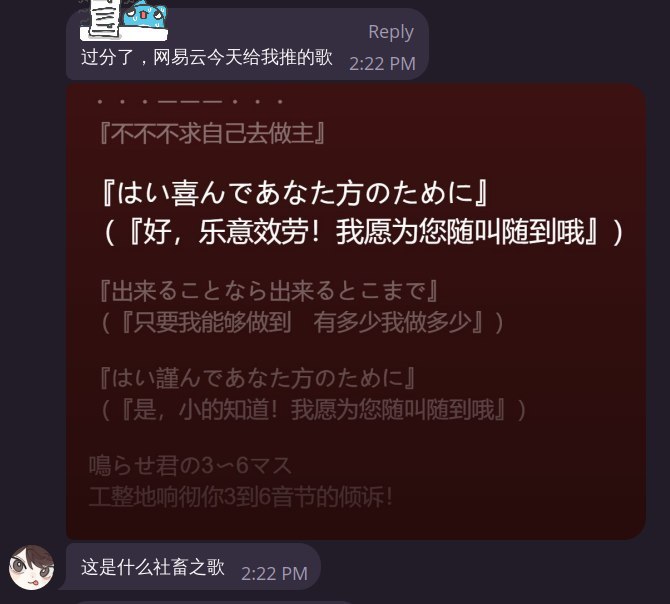 Reply
过分了，网易云今天给我推的歌 2:22 PM
・・・ーーー・・・
『不不不求自己去做主』
『はい喜んであなた方のために』
（『好，乐意效劳！我愿为您随叫随到哦』）
『出来ることなら出来るとこまで』
（『只要我能够做到　有多少我做多少』）
『はい謹んであなた方のために』
（『是，小的知道！我愿为您随叫随到哦』）
鳴らせ君の3〜6マス
工整地响彻你3到6音节的倾诉！
这是什么社畜之歌 2:22 PM